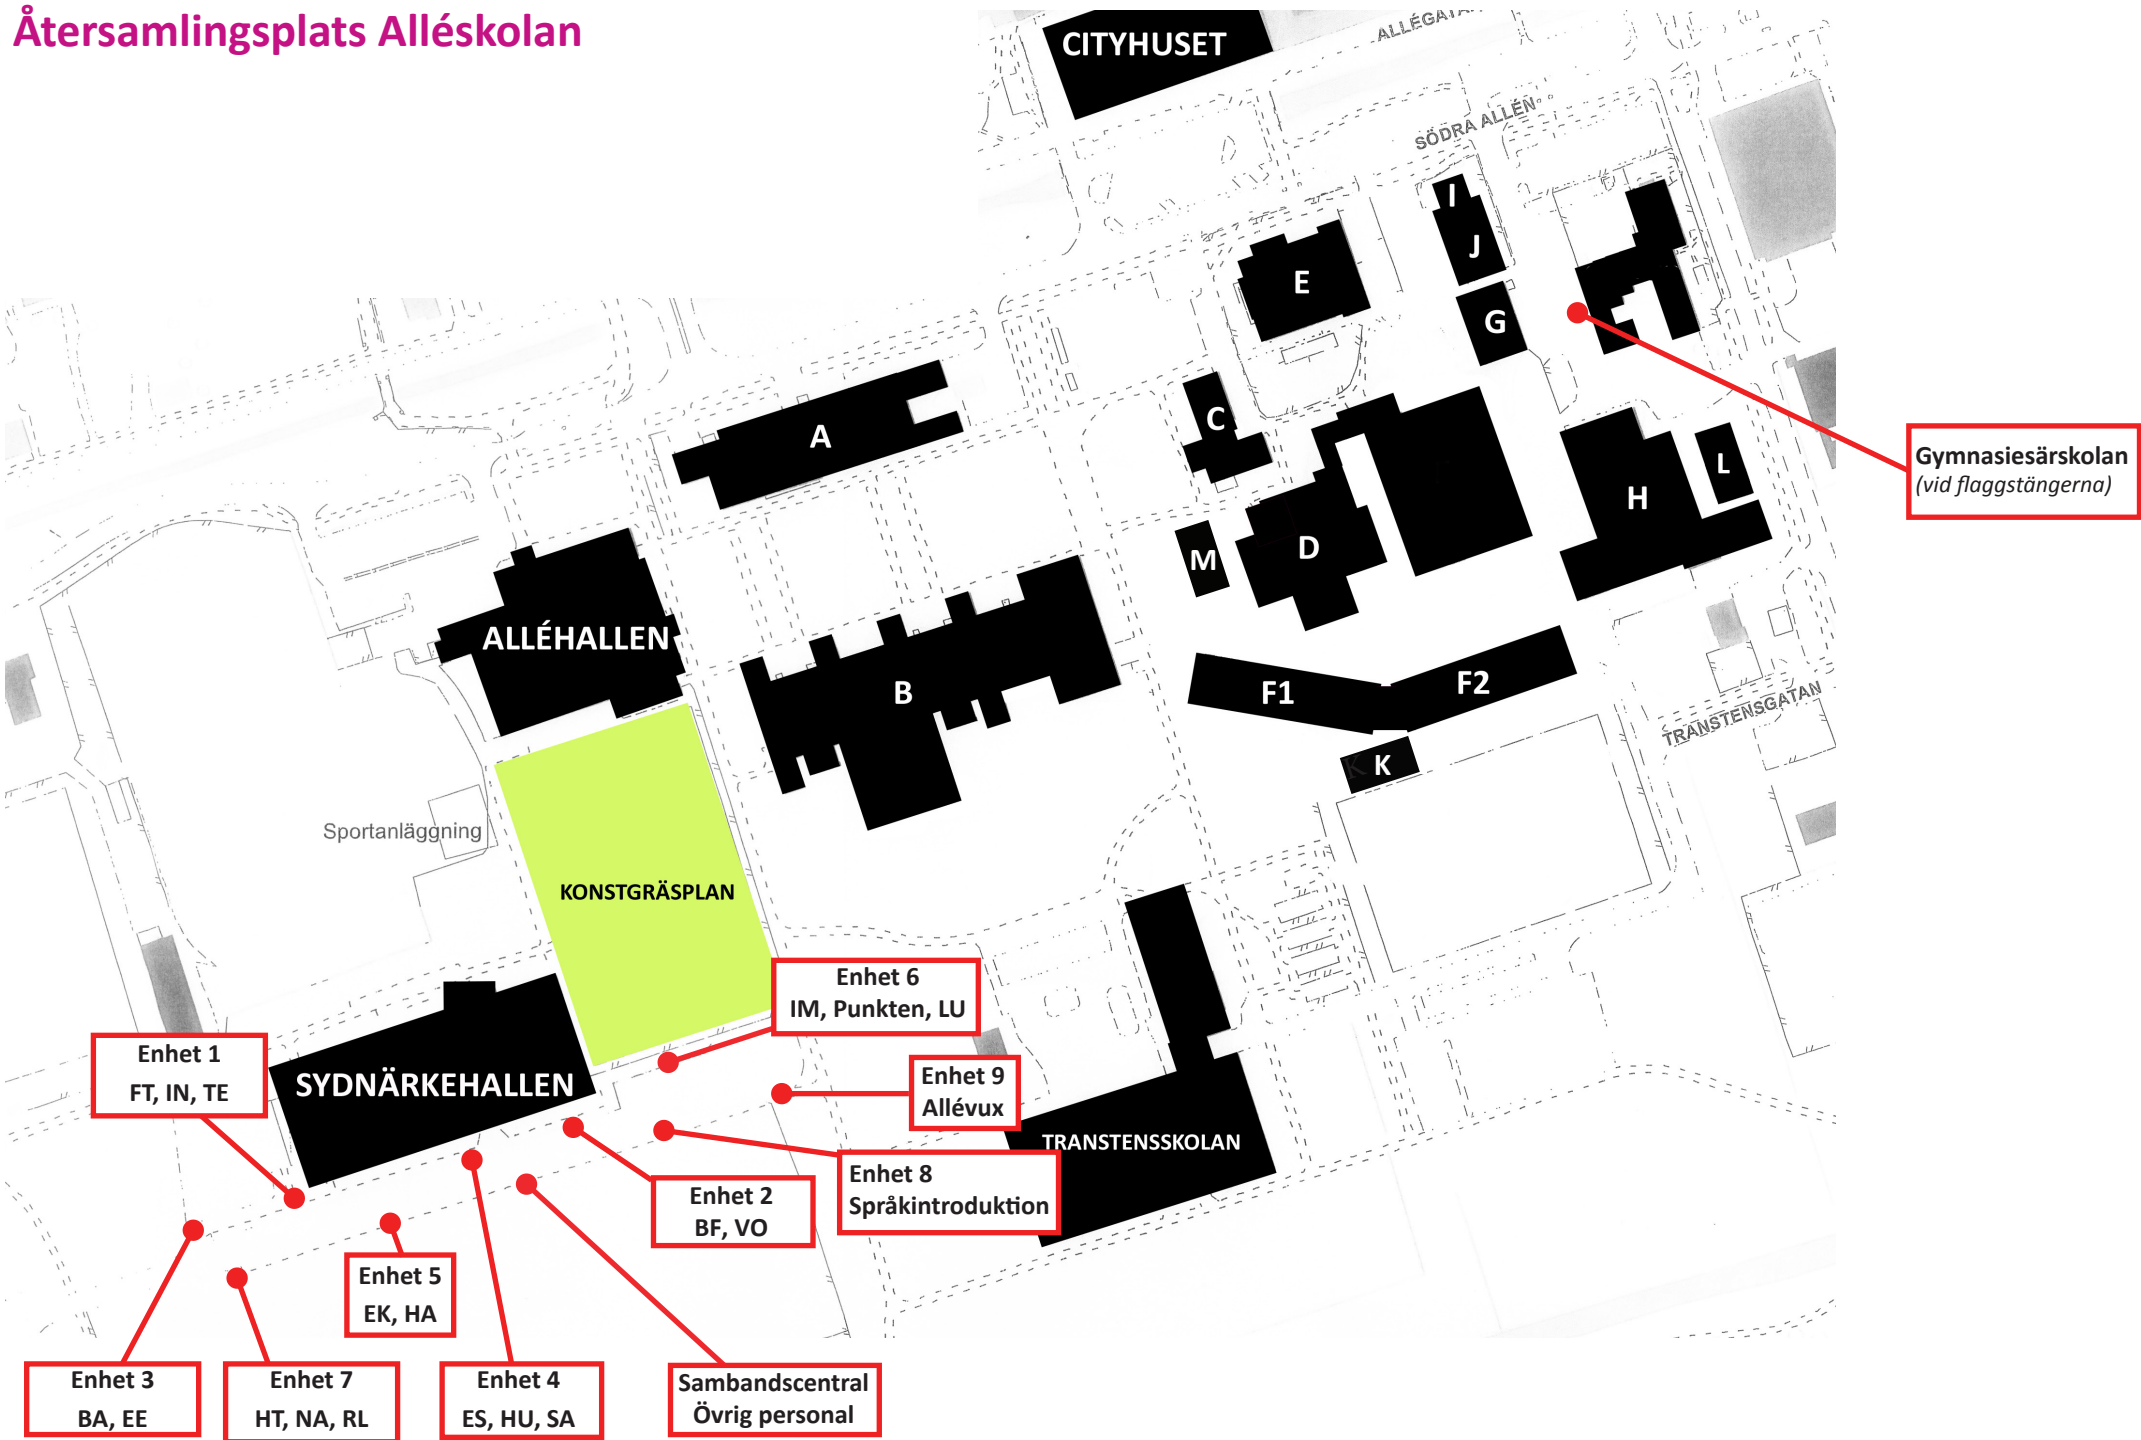 Återsamlingsplats Alléskolan
CITYHUSET
ALLÉGATAN
SÖDRA ALLÉN
I
J
E
G
C
A
L
H
Gymnasiesärskolan
(vid flaggstängerna)
M
D
ALLÉHALLEN
B
F1
F2
TRANSTENSGATAN
K
K
Sportanläggning
KONSTGRÄSPLAN
Enhet 6
IM, Punkten, LU
Enhet 1
FT, IN, TE
SYDNÄRKEHALLEN
Enhet 9
Allévux
TRANSTENSSKOLAN
Enhet 8
Språkintroduktion
Enhet 2
BF, VO
Enhet 5
EK, HA
Enhet 3
BA, EE
Enhet 7
HT, NA, RL
Enhet 4
ES, HU, SA
Sambandscentral
Övrig personal